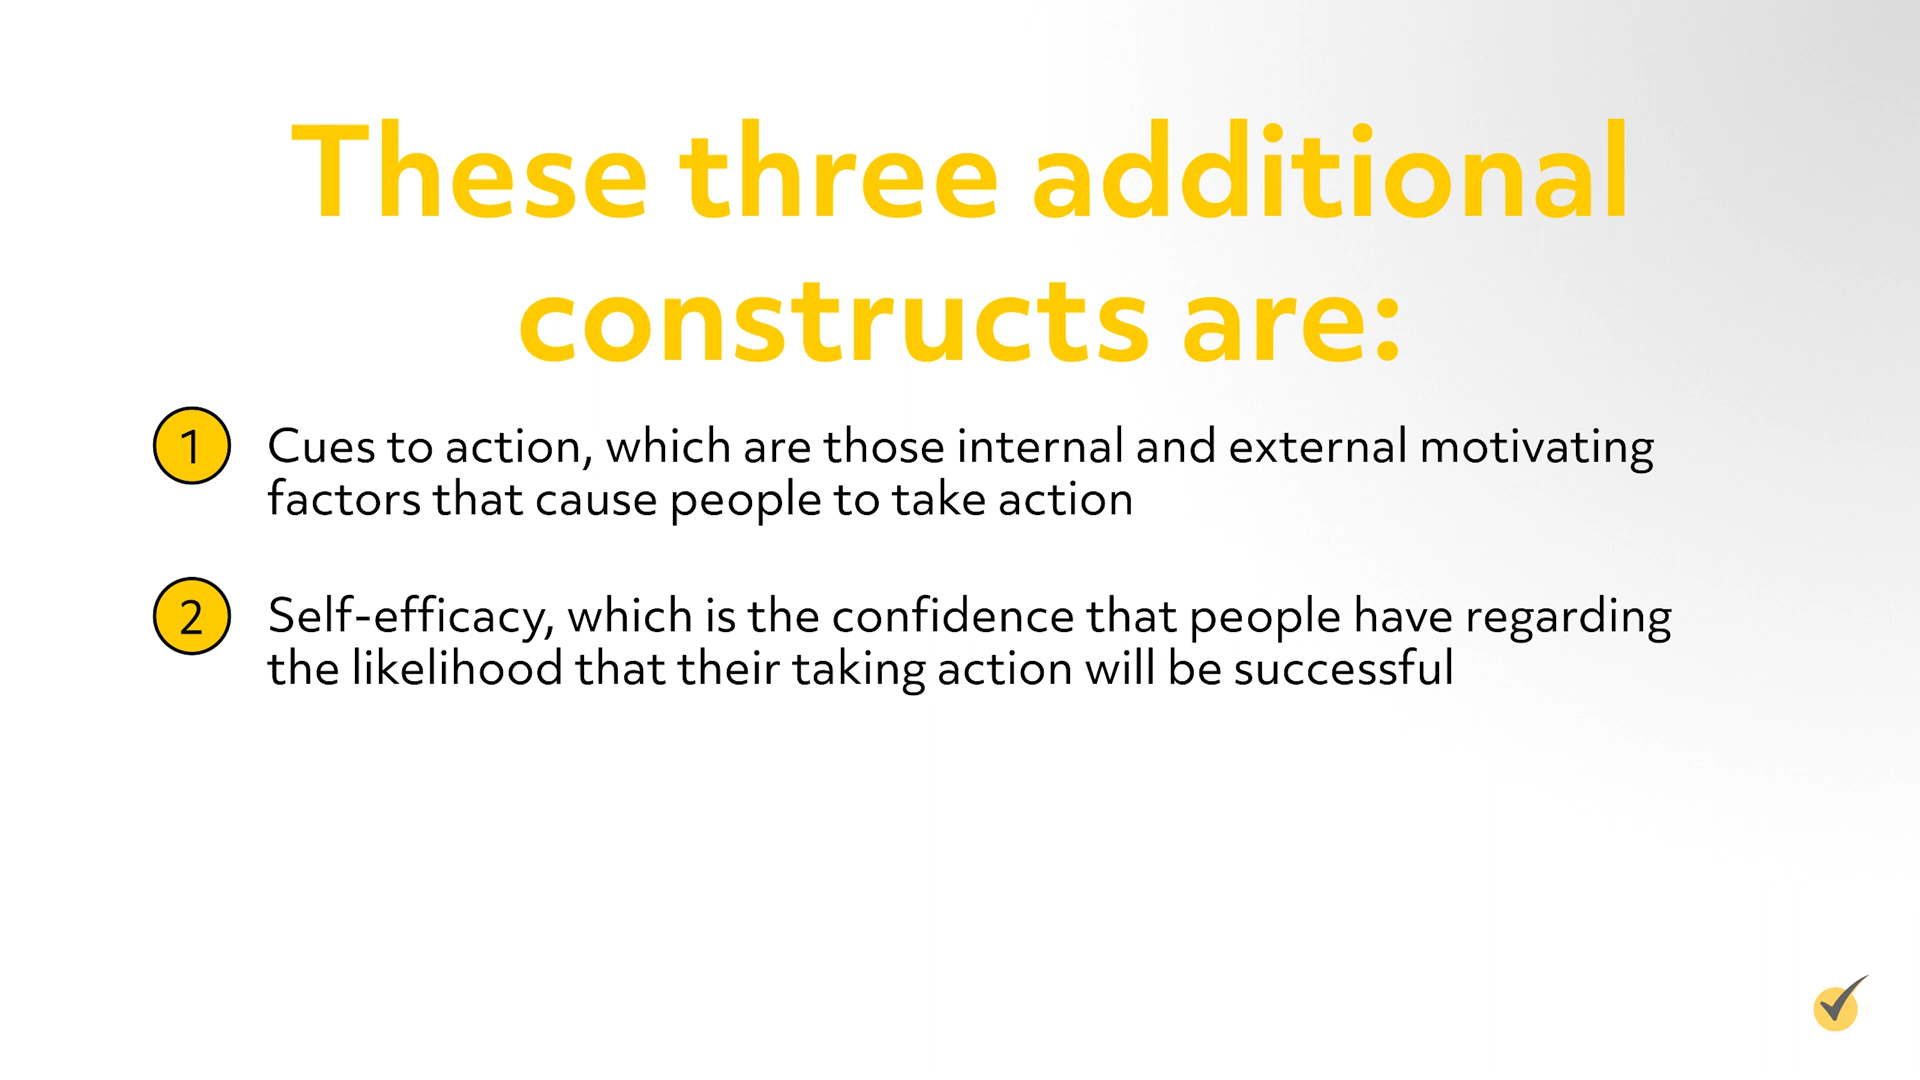 These three additional
constructs are:
1 Cues to action, which are those internal and external motivating
factors that cause people to take action
2 Self-efficacy, which is the confidence that people have regarding
the likelihood that their taking action will be successful